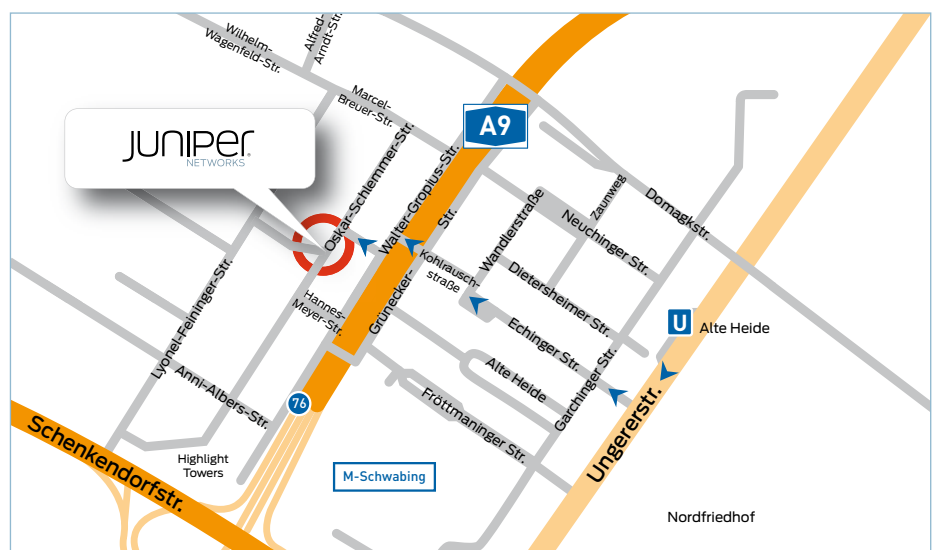 Wilhelm-
Wagenfeld-Str.
Alfred-
Arndt-Str.
Marcel-
Breuer-Str.
A9
JUNIPer
NETWORKS
Oskar-Schlemmer-Str.
Walter-Gropius-Str.
Grünecker-
Str.
Kohlrausch-
straße
Wandlerstraße
Zaunweg
Neuchinger Str.
Domagkstr.
Dietersheimer Str.
Hannes-
Meyer-Str.
Lyonel-Feininger-Str.
Echinger Str.
U
Alte Heide
Alte Heide
Garchinger Str.
Anni-Albers-Str.
76
Fröttmaninger Str.
Ungererstr.
Schenkendorfstr.
Highlight
Towers
M-Schwabing
Nordfriedhof